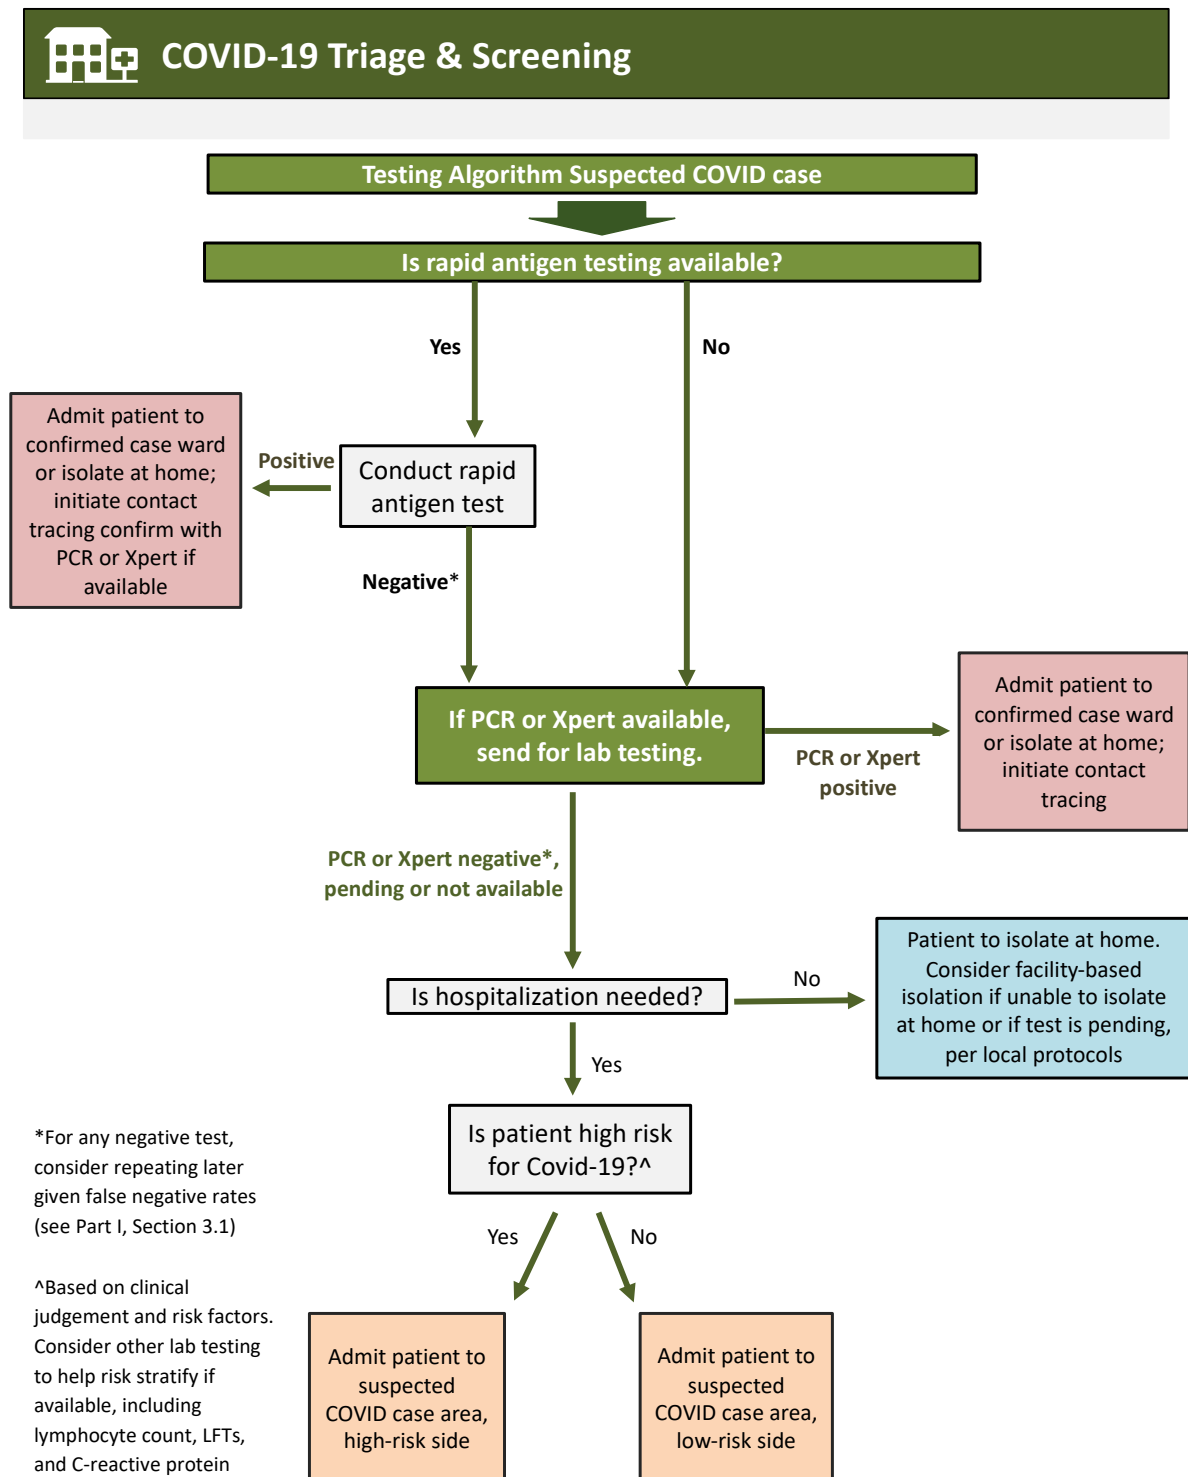 COVID-19 Triage & Screening
Testing Algorithm Suspected COVID case
Is rapid antigen testing available?
Yes
No
Admit patient to
confirmed case ward
or isolate at home;
initiate contact
tracing confirm with
PCR or Xpert if
available
Positive
Conduct rapid
antigen test
Negative*
If PCR or Xpert available,
send for lab testing.
PCR or Xpert
positive
Admit patient to
confirmed case ward
or isolate at home;
initiate contact
tracing
PCR or Xpert negative*,
pending or not available
Is hospitalization needed?
No
Patient to isolate at home.
Consider facility-based
isolation if unable to isolate
at home or if test is pending,
per local protocols
Yes
Is patient high risk
for Covid-19?^
Yes
No
Admit patient to
suspected
COVID case area,
high-risk side
Admit patient to
suspected
COVID case area,
low-risk side
*For any negative test,
consider repeating later
given false negative rates
(see Part I, Section 3.1)
^Based on clinical
judgement and risk factors.
Consider other lab testing
to help risk stratify if
available, including
lymphocyte count, LFTs,
and C-reactive protein